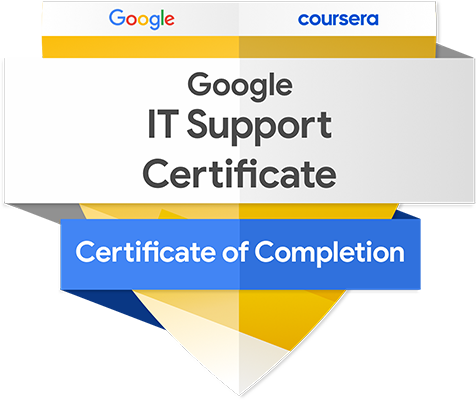 Google coursera
Google
IT Support
Certificate
Certificate of Completion